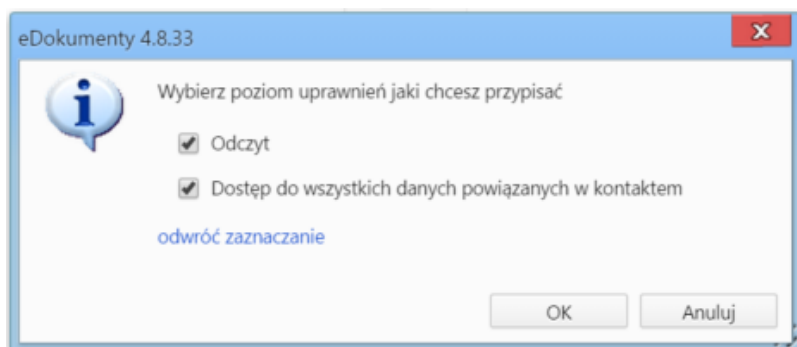 eDokumenty 4.8.33
Wybierz poziom uprawnień jaki chcesz przypisać
Odczyt
Dostęp do wszystkich danych powiązanych w kontaktem
odwróć zaznaczanie
OK
Anuluj